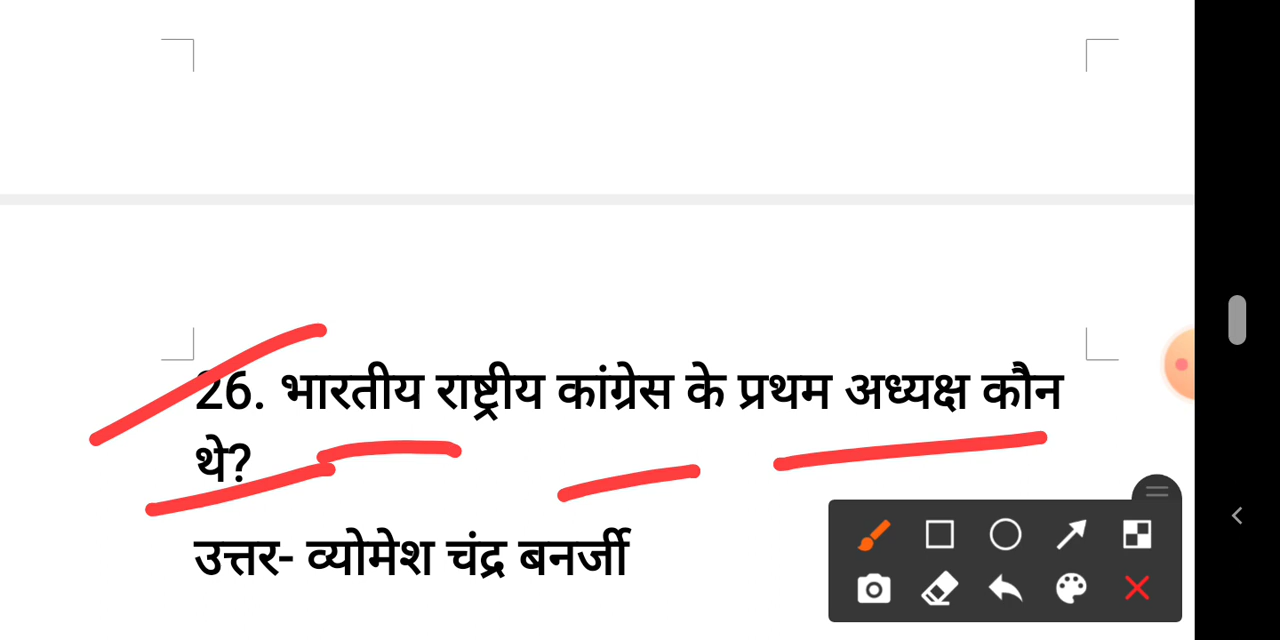 26. भारतीय राष्ट्रीय कांग्रेस के प्रथम अध्यक्ष कौन
थे?
उत्तर- व्योमेश चंद्र बनर्जी